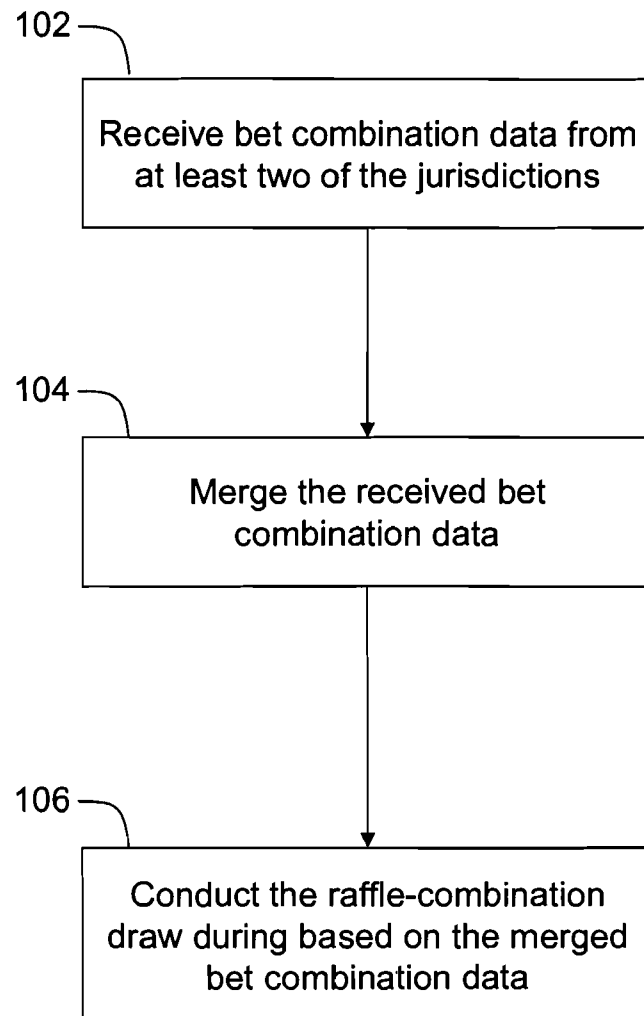 102
Receive bet combination data from
at least two of the jurisdictions
104
Merge the received bet
combination data
106
Conduct the raffle-combination
draw during based on the merged
bet combination data